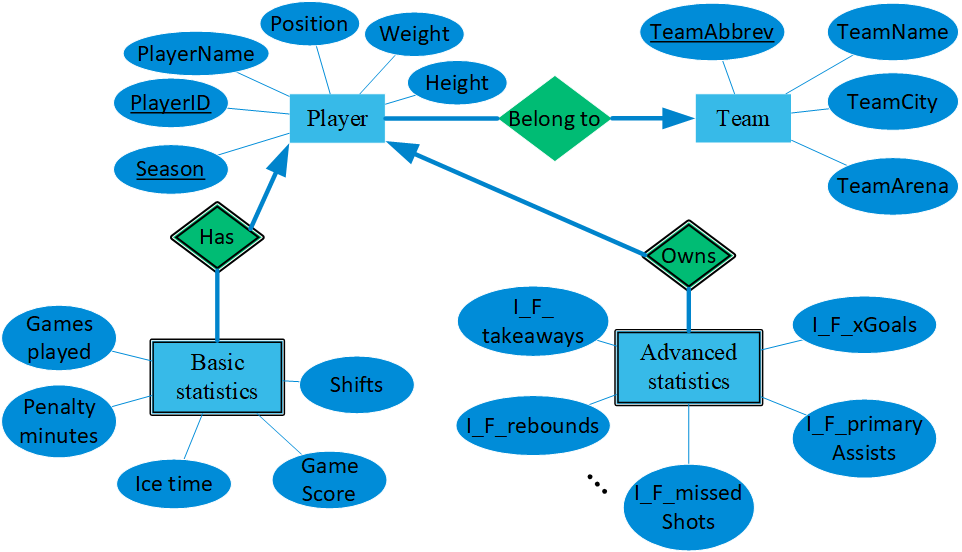 Position
Weight
PlayerName
Height
PlayerID
Player
Season
Belong to
TeamAbbrev
TeamName
TeamCity
Team
TeamArena
Has
Owns
Games
played
Basic
statistics
Shifts
Penalty
minutes
Ice time
Game
Score
I_F_
takeaways
I_F_xGoals
Advanced
statistics
I_F_rebounds
I_F_primary
Assists
I_F_missed
Shots